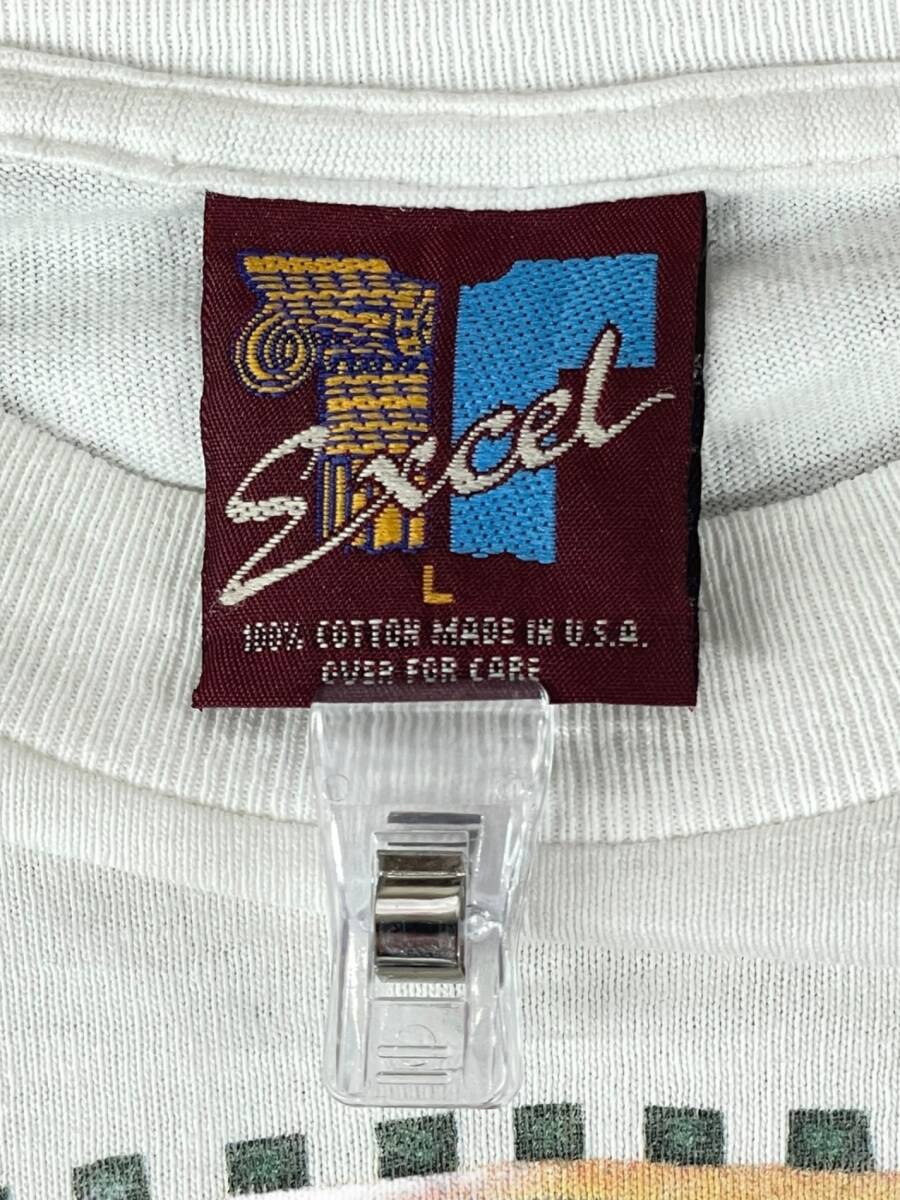 Excel
L
100% COTTON MADE IN U.S.A.
OVER FOR CARE